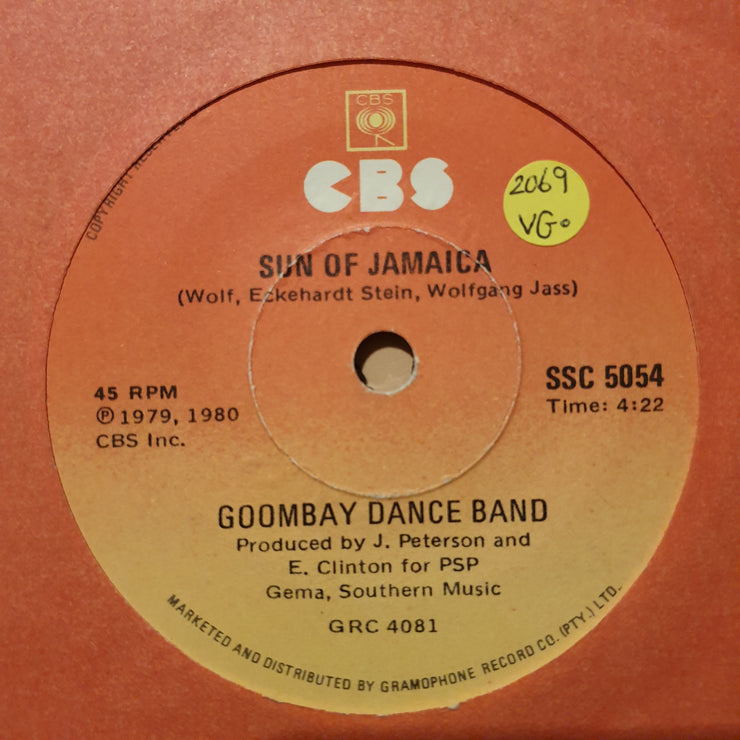 CBS
CBS
2069
VG.
SUN OF JAMAICA
(Wolf, Eckehardt Stein, Wolfgang Jass)
45 RPM
℗ 1979, 1980
CBS Inc.
SSC 5054
Time: 4:22
GOOMBAY DANCE BAND
Produced by J. Peterson and
E. Clinton for PSP
Gema, Southern Music
GRC 4081
MARKETED AND DISTRIBUTED BY GRAMOPHONE RECORD CO. (PTY.) LTD.
COPYRIGHT